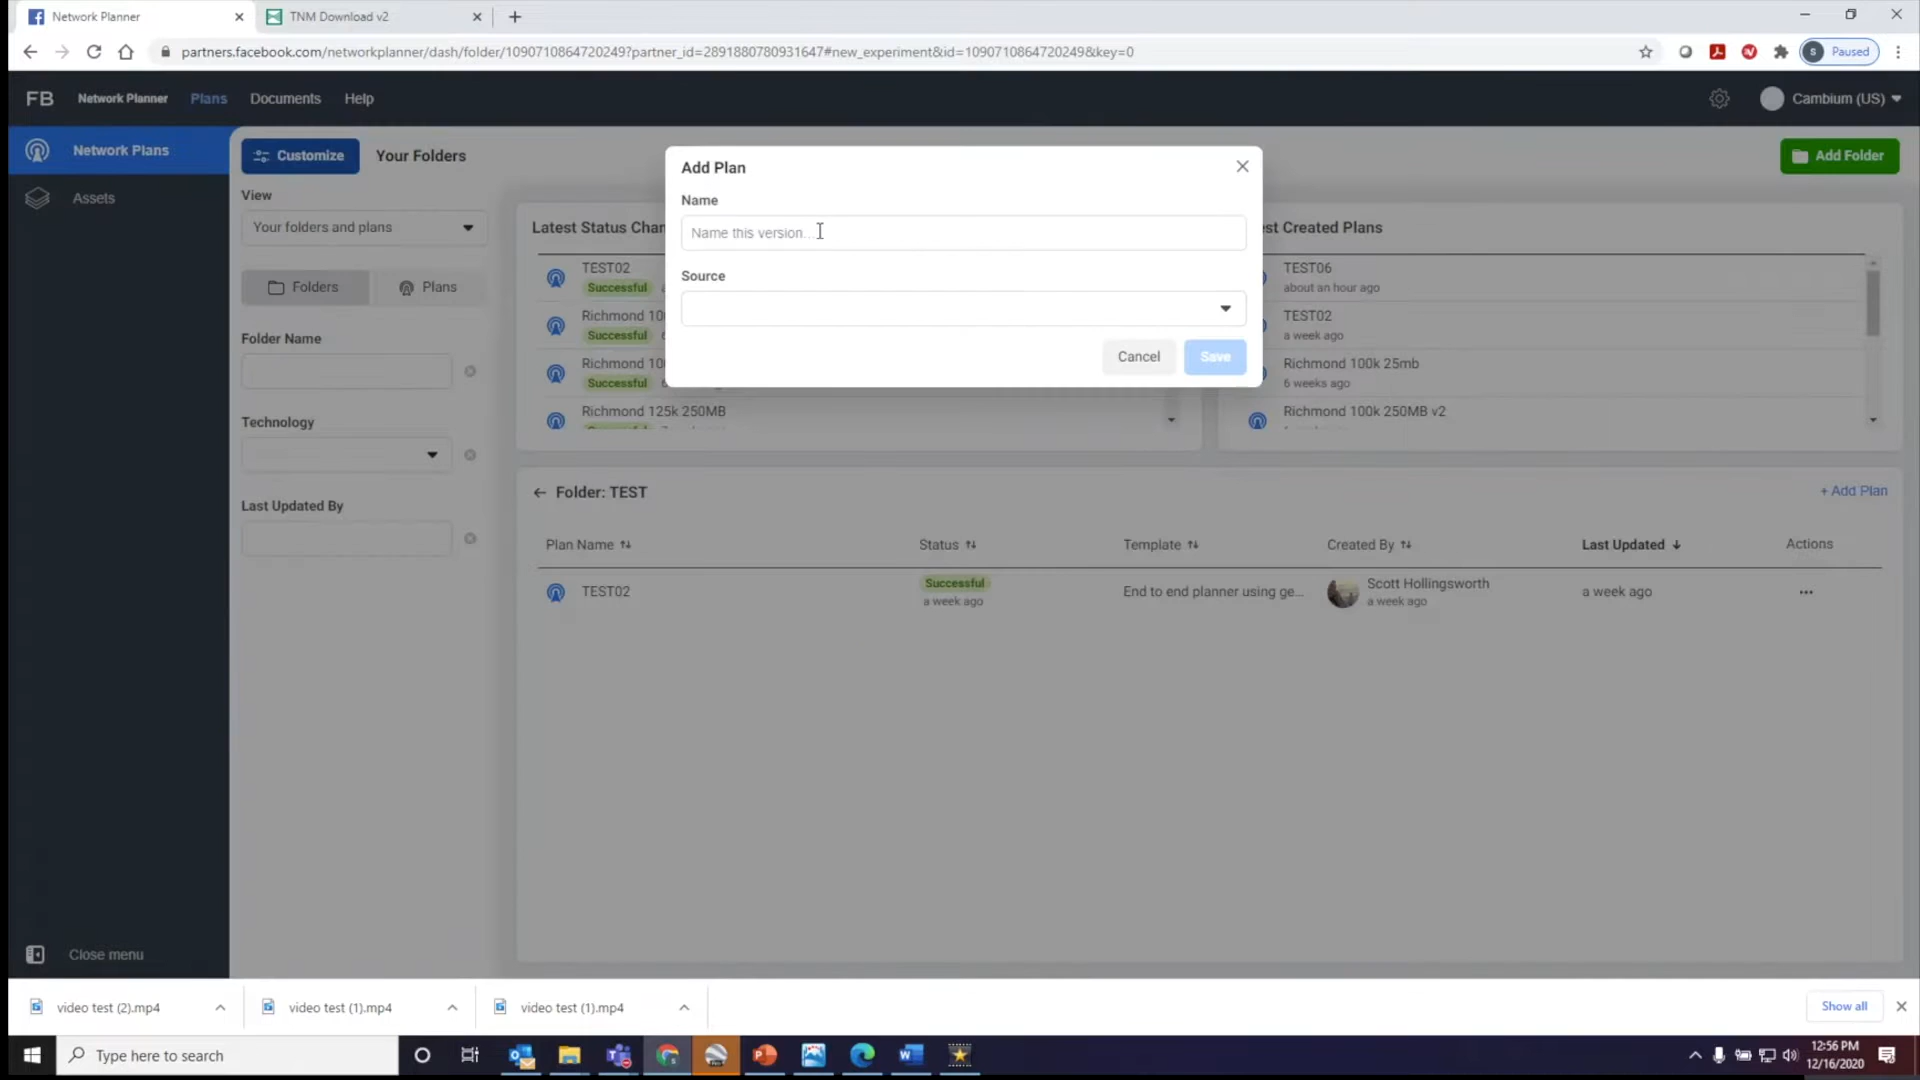 Network Planner
TNM Download v2
partners.facebook.com/networkplanner/dash/folder/1090710864720249?partner_id=2891880780931647#new_experiment&id=1090710864720249&key=0
S Paused
FB Network Planner Plans Documents Help
Cambium (US)
Network Plans
Assets
Close menu
Customize
Your Folders
Add Folder
View
Your folders and plans
Folders
Plans
Folder Name
Technology
Last Updated By
Latest Status Chan
TEST02
Successful
Richmond 10
Successful
Richmond 10
Successful
Richmond 125k 250MB
Add Plan
Name
Name this version...
Source
Cancel
Save
st Created Plans
TEST06
about an hour ago
TEST02
a week ago
Richmond 100k 25mb
6 weeks ago
Richmond 100k 250MB v2
Folder: TEST
+ Add Plan
Plan Name Status Template Created By Last Updated Actions
TEST02
Successful
a week ago
End to end planner using ge...
Scott Hollingsworth
a week ago
a week ago
video test (2).mp4
video test (1).mp4
video test (1).mp4
Show all
Type here to search
12:56 PM
12/16/2020